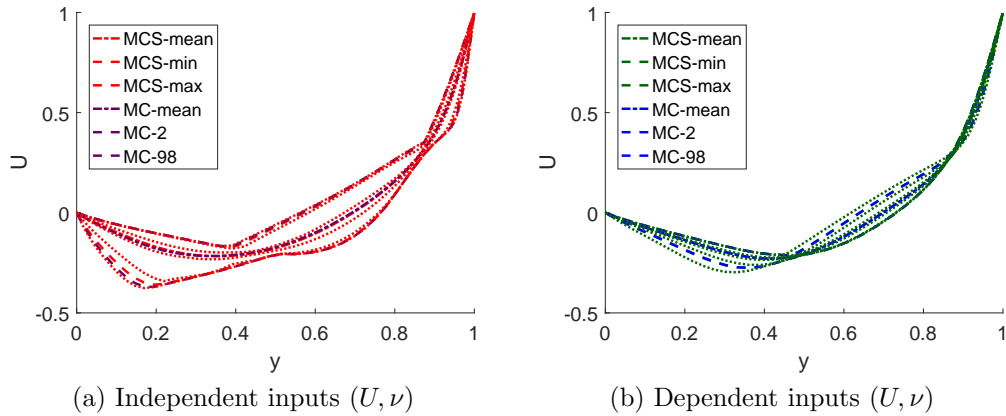 1
0.5
0
-0.5
U
MCS-mean
MCS-min
MCS-max
MC-mean
MC-2
MC-98
0
0.2
0.4
0.6
0.8
1
y
(a) Independent inputs (U, ν)
1
0.5
0
-0.5
U
MCS-mean
MCS-min
MCS-max
MC-mean
MC-2
MC-98
0
0.2
0.4
0.6
0.8
1
y
(b) Dependent inputs (U, ν)